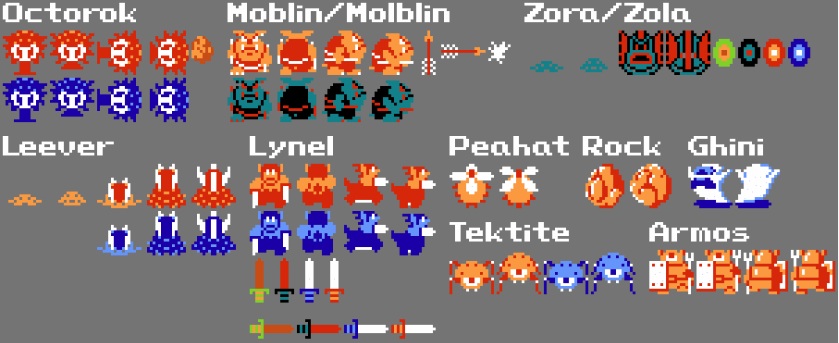 Octorok
Moblin/Molblin
Zora/Zola
Leever
Lynel
Peahat
Rock
Ghini
Tektite
Armos